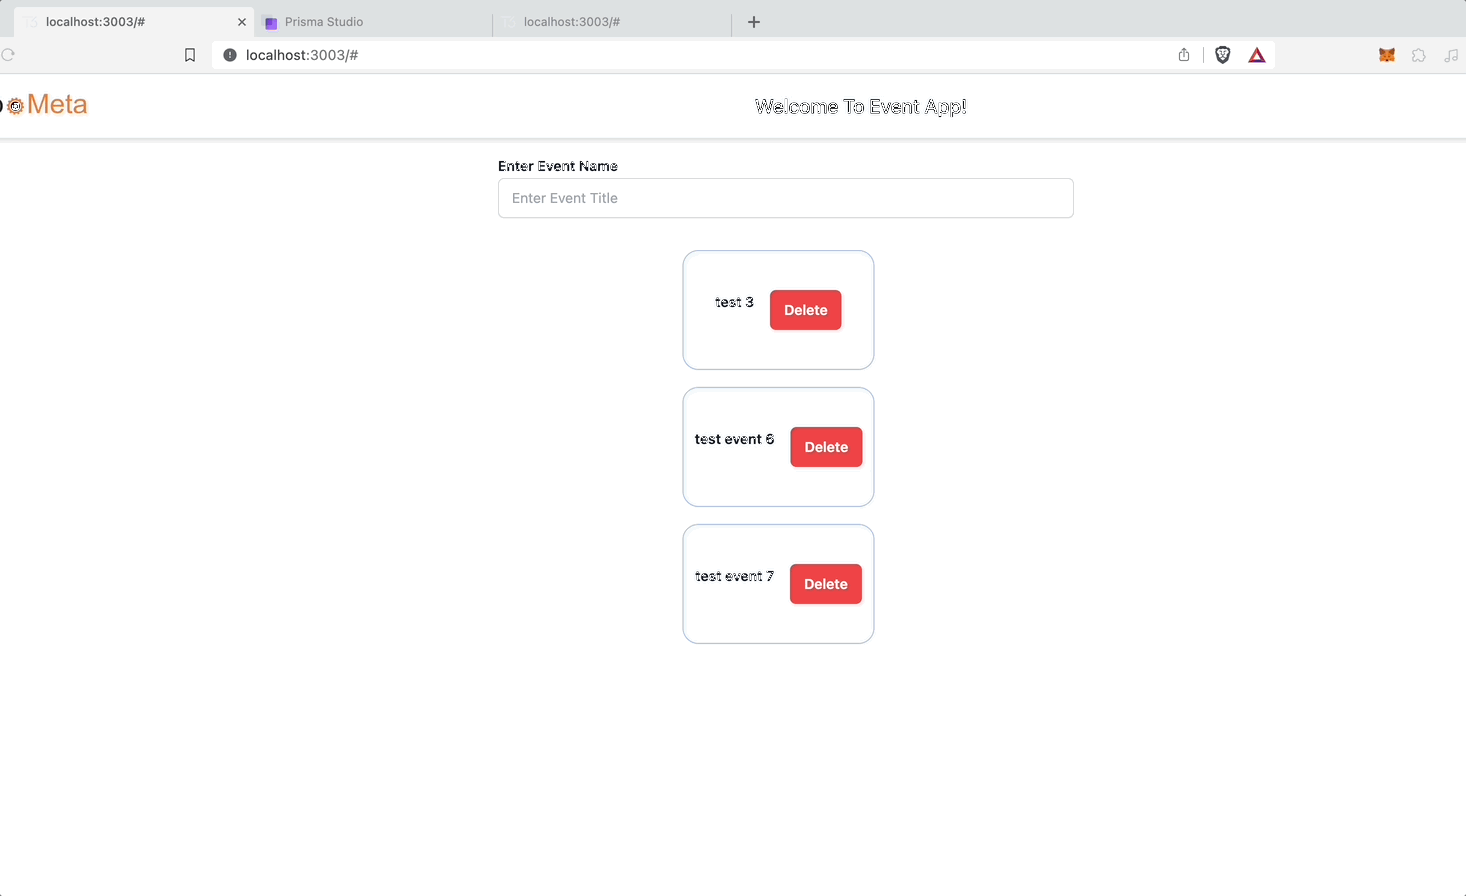 localhost:3003/#
Prisma Studio
localhost:3003/#
localhost:3003/#
Meta
Welcome To Event App!
Enter Event Name
Enter Event Title
test 3
Delete
test event 6
Delete
test event 7
Delete